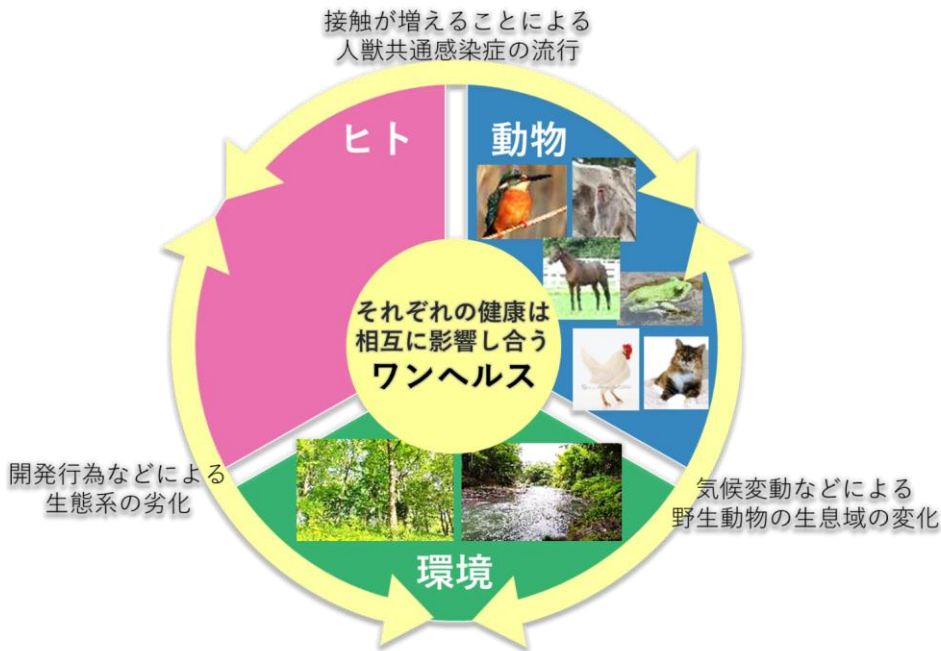 接触が増えることによる
人獣共通感染症の流行
ヒト
動物
それぞれの健康は
相互に影響し合う
ワンヘルス
開発行為などによる
生態系の劣化
気候変動などによる
野生動物の生息域の変化
環境